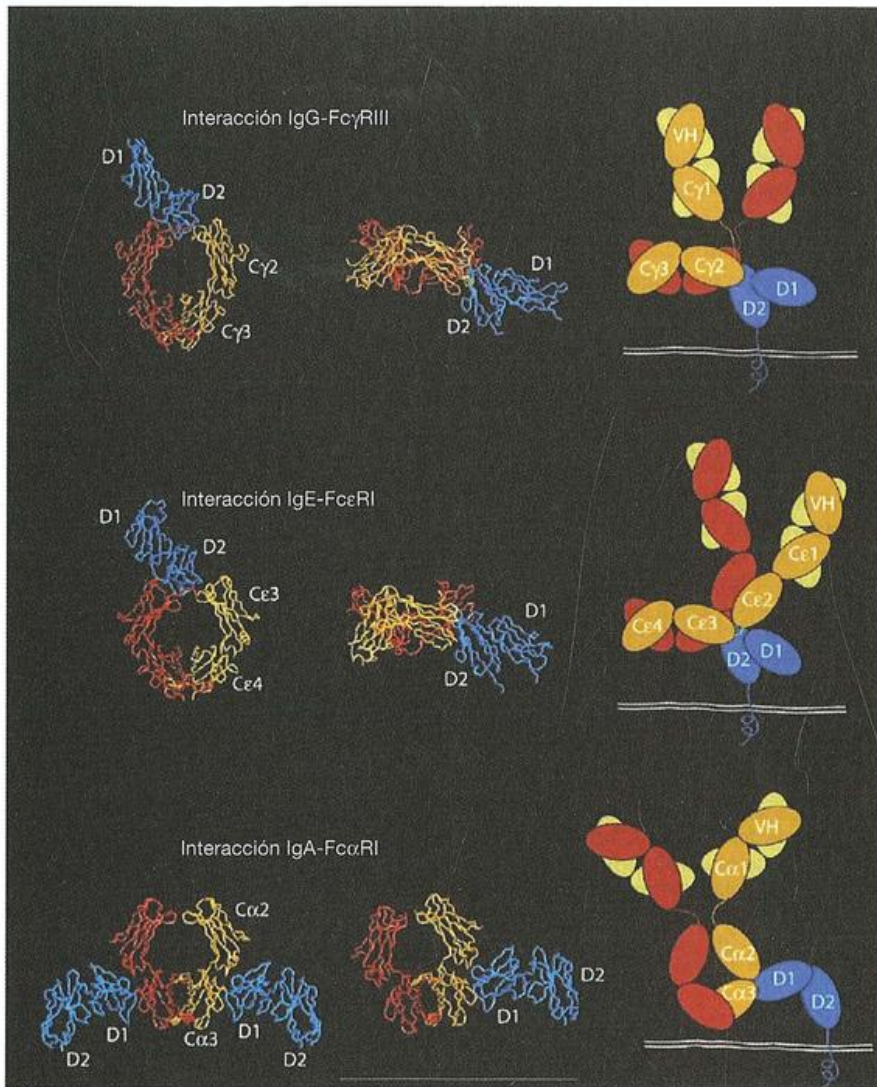 Interacción IgG-FcγRIII
D1
D2
Cγ2
Cγ3
D1
D2
VH
Cγ1
Cγ3
Cγ2
D1
D2
Interacción IgE-FcεRI
D1
D2
Cε3
Cε4
D1
D2
VH
Cε1
Cε2
Cε4
Cε3
D2
D1
Interacción IgA-FcαRI
Cα2
D2
D1
Cα3
D1
D2
D2
D1
VH
Cα1
Cα2
Cα3
D1
D2